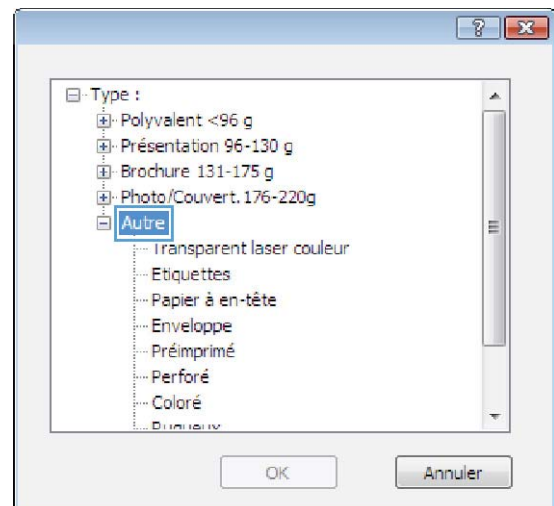 Type :
Polyvalent <96 g
Présentation 96-130 g
Brochure 131-175 g
Photo/Couvert. 176-220g
Autre
Transparent laser couleur
Etiquettes
Papier à en-tête
Enveloppe
Préimprimé
Perforé
Coloré
OK Annuler